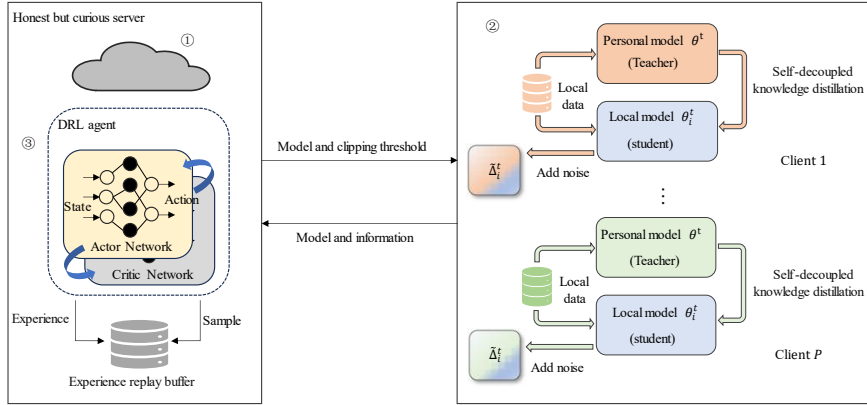 Honest but curious server
①
③
DRL agent
State
Action
Actor Network
Critic Network
Experience
Sample
Experience replay buffer
Model and clipping threshold
Model and information
②
Personal model θ^t
(Teacher)
Local
data
Local model θ_i^t
(student)
Self-decoupled
knowledge distillation
Δ̃_i^t
Add noise
Client 1
⋮
Personal model θ^t
(Teacher)
Local
data
Local model θ_i^t
(student)
Self-decoupled
knowledge distillation
Δ̃_i^t
Add noise
Client P